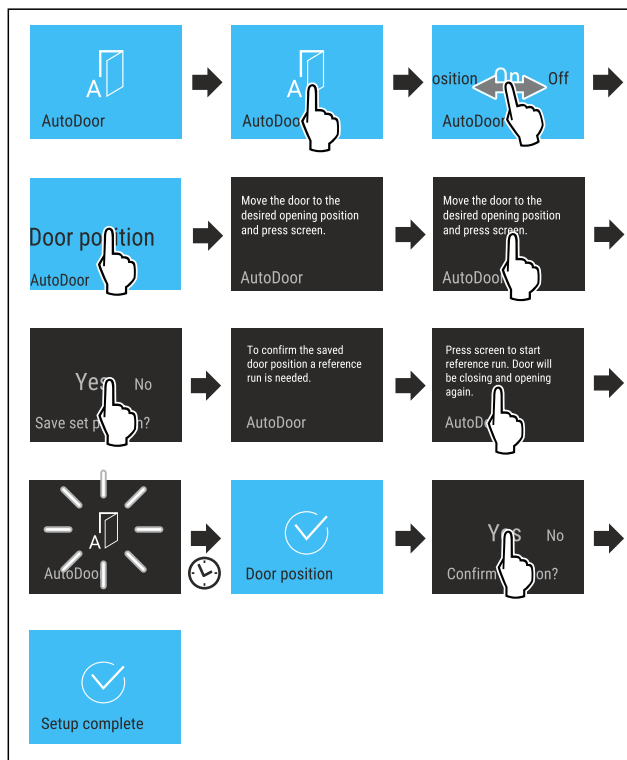 A
AutoDoor
A
AutoDoo
osition On Off
AutoDoor
Door position
AutoDoor
Move the door to the
desired opening position
and press screen.
AutoDoor
Move the door to the
desired opening position
and press screen.
AutoDoo
Yes No
Save set p n?
To confirm the saved
door position a reference
run is needed.
AutoDoor
Press screen to start
reference run. Door will
be closing and opening
again.
AutoD
A
AutoDoo
Door position
Yes No
Confirm on?
Setup complete